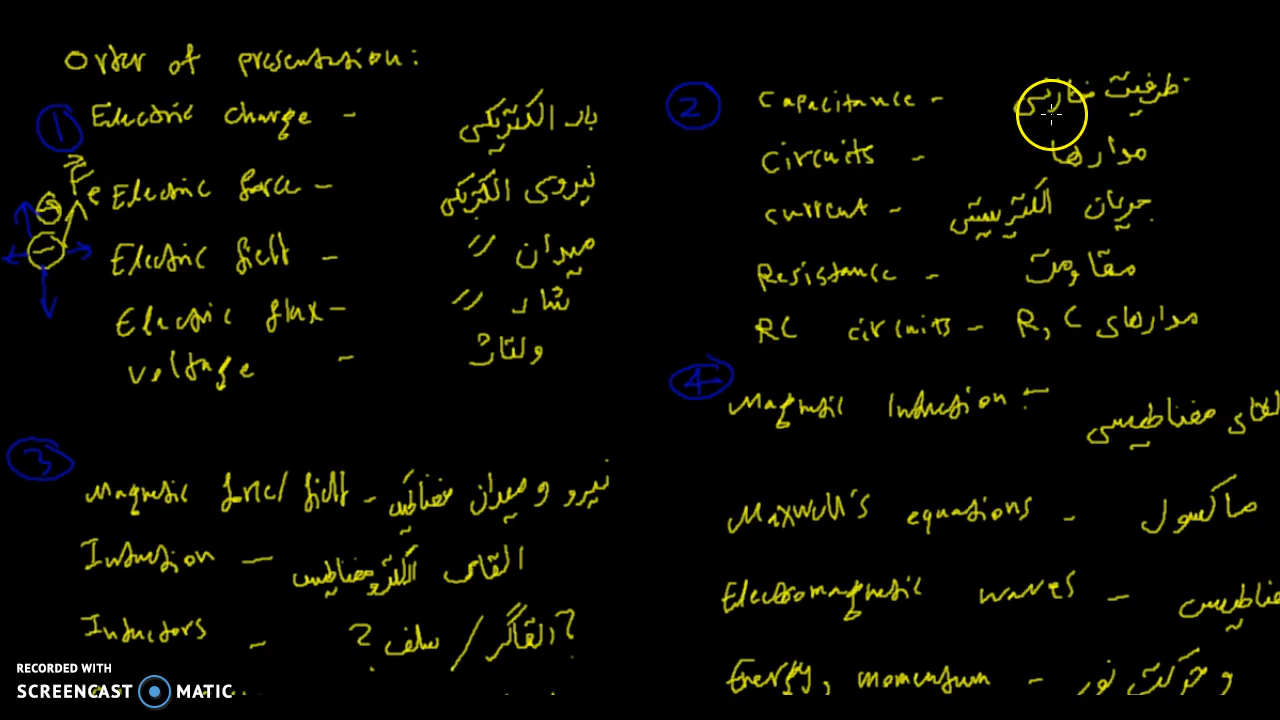 Order of presentation:
1
Electric charge - بار الکتریکی
Electric force - نیروی الکتریکی
Electric field - میدان "
Electric flux - شار "
voltage - ولتاژ
Fe
2
Capacitance - ظرفیت خازنی
Circuits - مدارها
current - جریان الکتریسیتی
Resistance - مقاومت
RC circuits - مدارهای R, C
3
Magnetic force/field - نیرو و میدان مغناطیسی
Induction - القای الکترومغناطیسی
Inductors - ? القاگر / سلف ?
4
Magnetic Induction :- القای مغناطیسی
Maxwell's equations - ماکسول
Electromagnetic waves -
Energy, momentum - و حرکت نور
RECORDED WITH
SCREENCAST MATIC